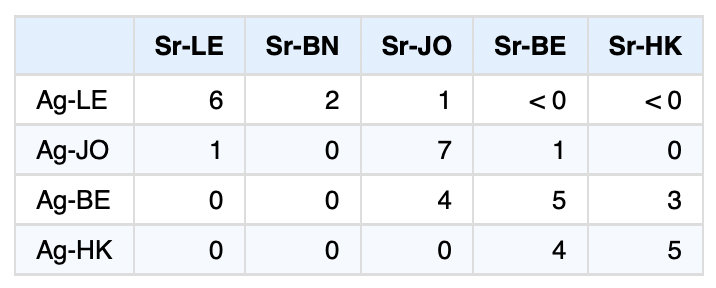 Sr-LE Sr-BN Sr-JO Sr-BE Sr-HK
Ag-LE 6 2 1 < 0 < 0
Ag-JO 1 0 7 1 0
Ag-BE 0 0 4 5 3
Ag-HK 0 0 0 4 5